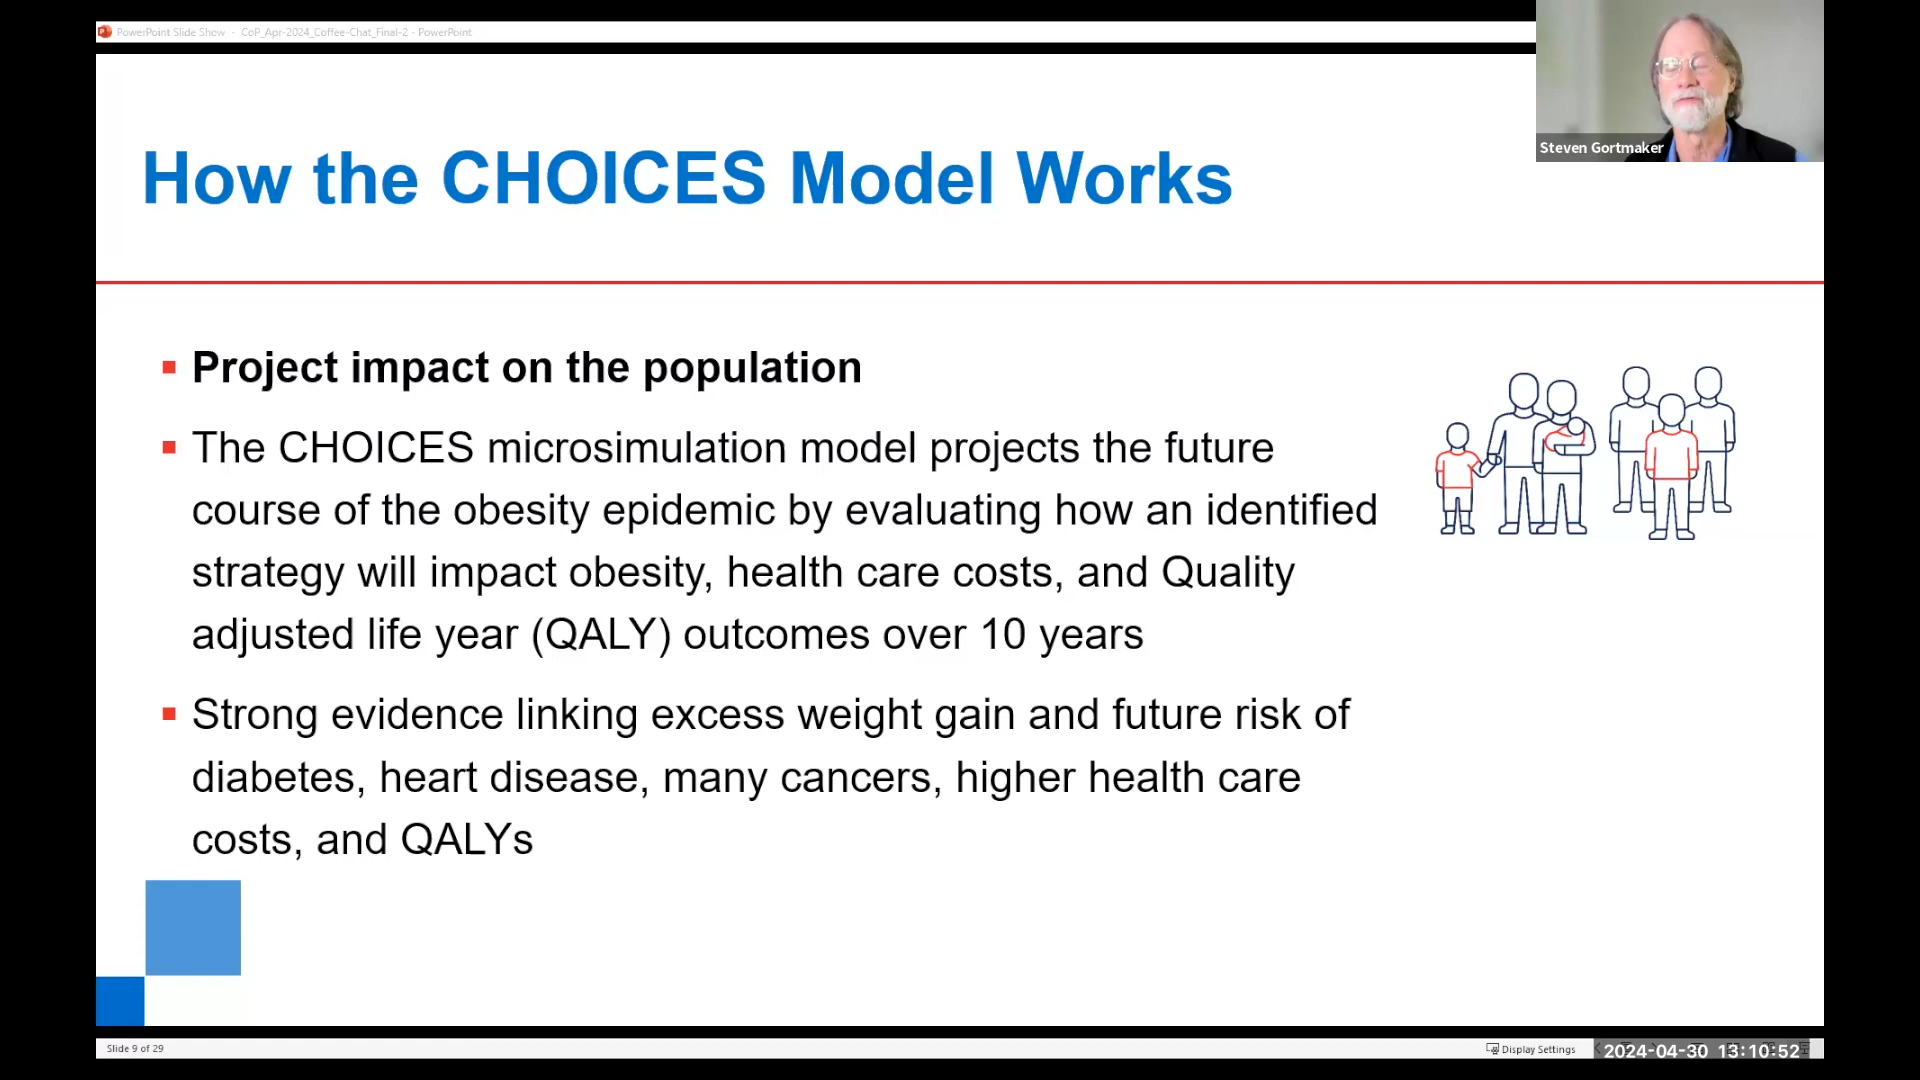 PowerPoint Slide Show - CoP_Apr-2024_Coffee-Chat_Final-2 - PowerPoint
Steven Gortmaker
How the CHOICES Model Works
Project impact on the population
The CHOICES microsimulation model projects the future
course of the obesity epidemic by evaluating how an identified
strategy will impact obesity, health care costs, and Quality
adjusted life year (QALY) outcomes over 10 years
Strong evidence linking excess weight gain and future risk of
diabetes, heart disease, many cancers, higher health care
costs, and QALYs
Slide 9 of 29
Display Settings
2024-04-30 13:10:52